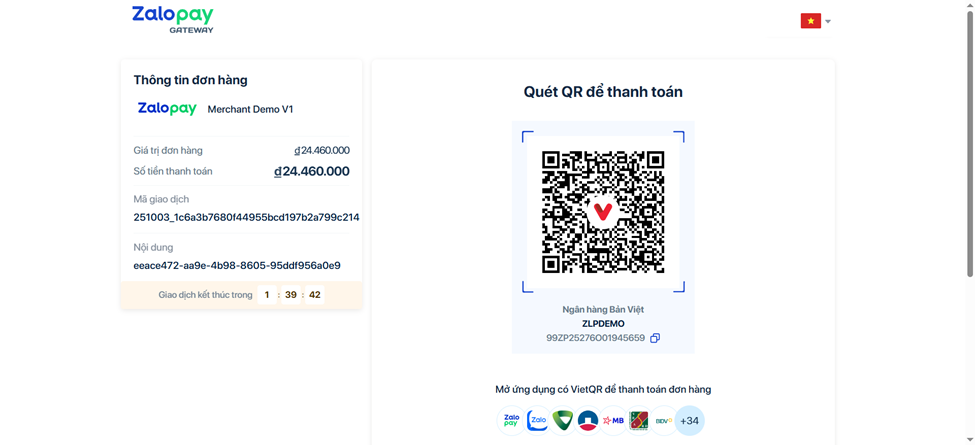 Zalopay
GATEWAY
Thông tin đơn hàng
Zalopay Merchant Demo V1
Giá trị đơn hàng ₫24.460.000
Số tiền thanh toán ₫24.460.000
Mã giao dịch
251003_1c6a3b7680f44955bcd197b2a799c214
Nội dung
eeace472-aa9e-4b98-8605-95ddf956a0e9
Giao dịch kết thúc trong 1 : 39 : 42
Quét QR để thanh toán
Ngân hàng Bản Việt
ZLPDEMO
99ZP25276O01945659
Mở ứng dụng có VietQR để thanh toán đơn hàng
Zalo pay Zalo MB BIDV +34